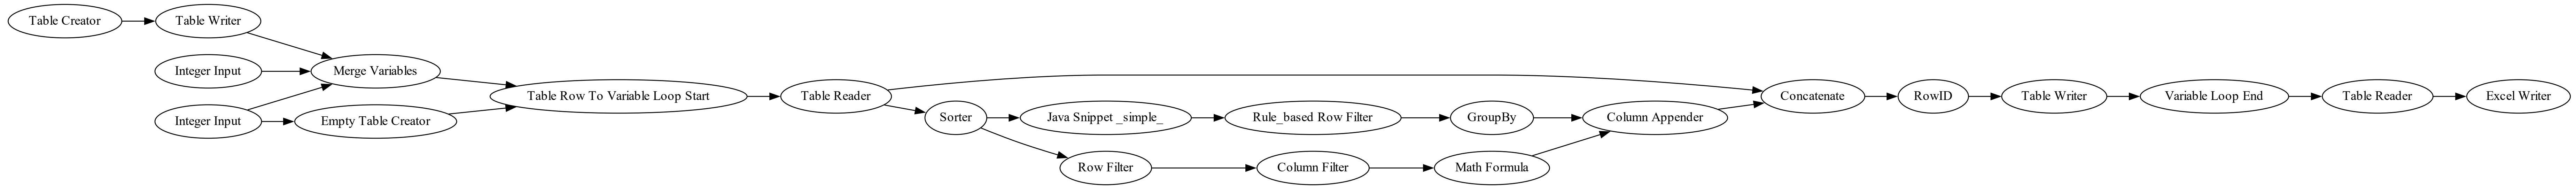 Table Creator
Table Writer
Integer Input
Merge Variables
Integer Input
Empty Table Creator
Table Row To Variable Loop Start
Table Reader
Sorter
Java Snippet _simple_
Rule_based Row Filter
GroupBy
Column Appender
Row Filter
Column Filter
Math Formula
Concatenate
RowID
Table Writer
Variable Loop End
Table Reader
Excel Writer